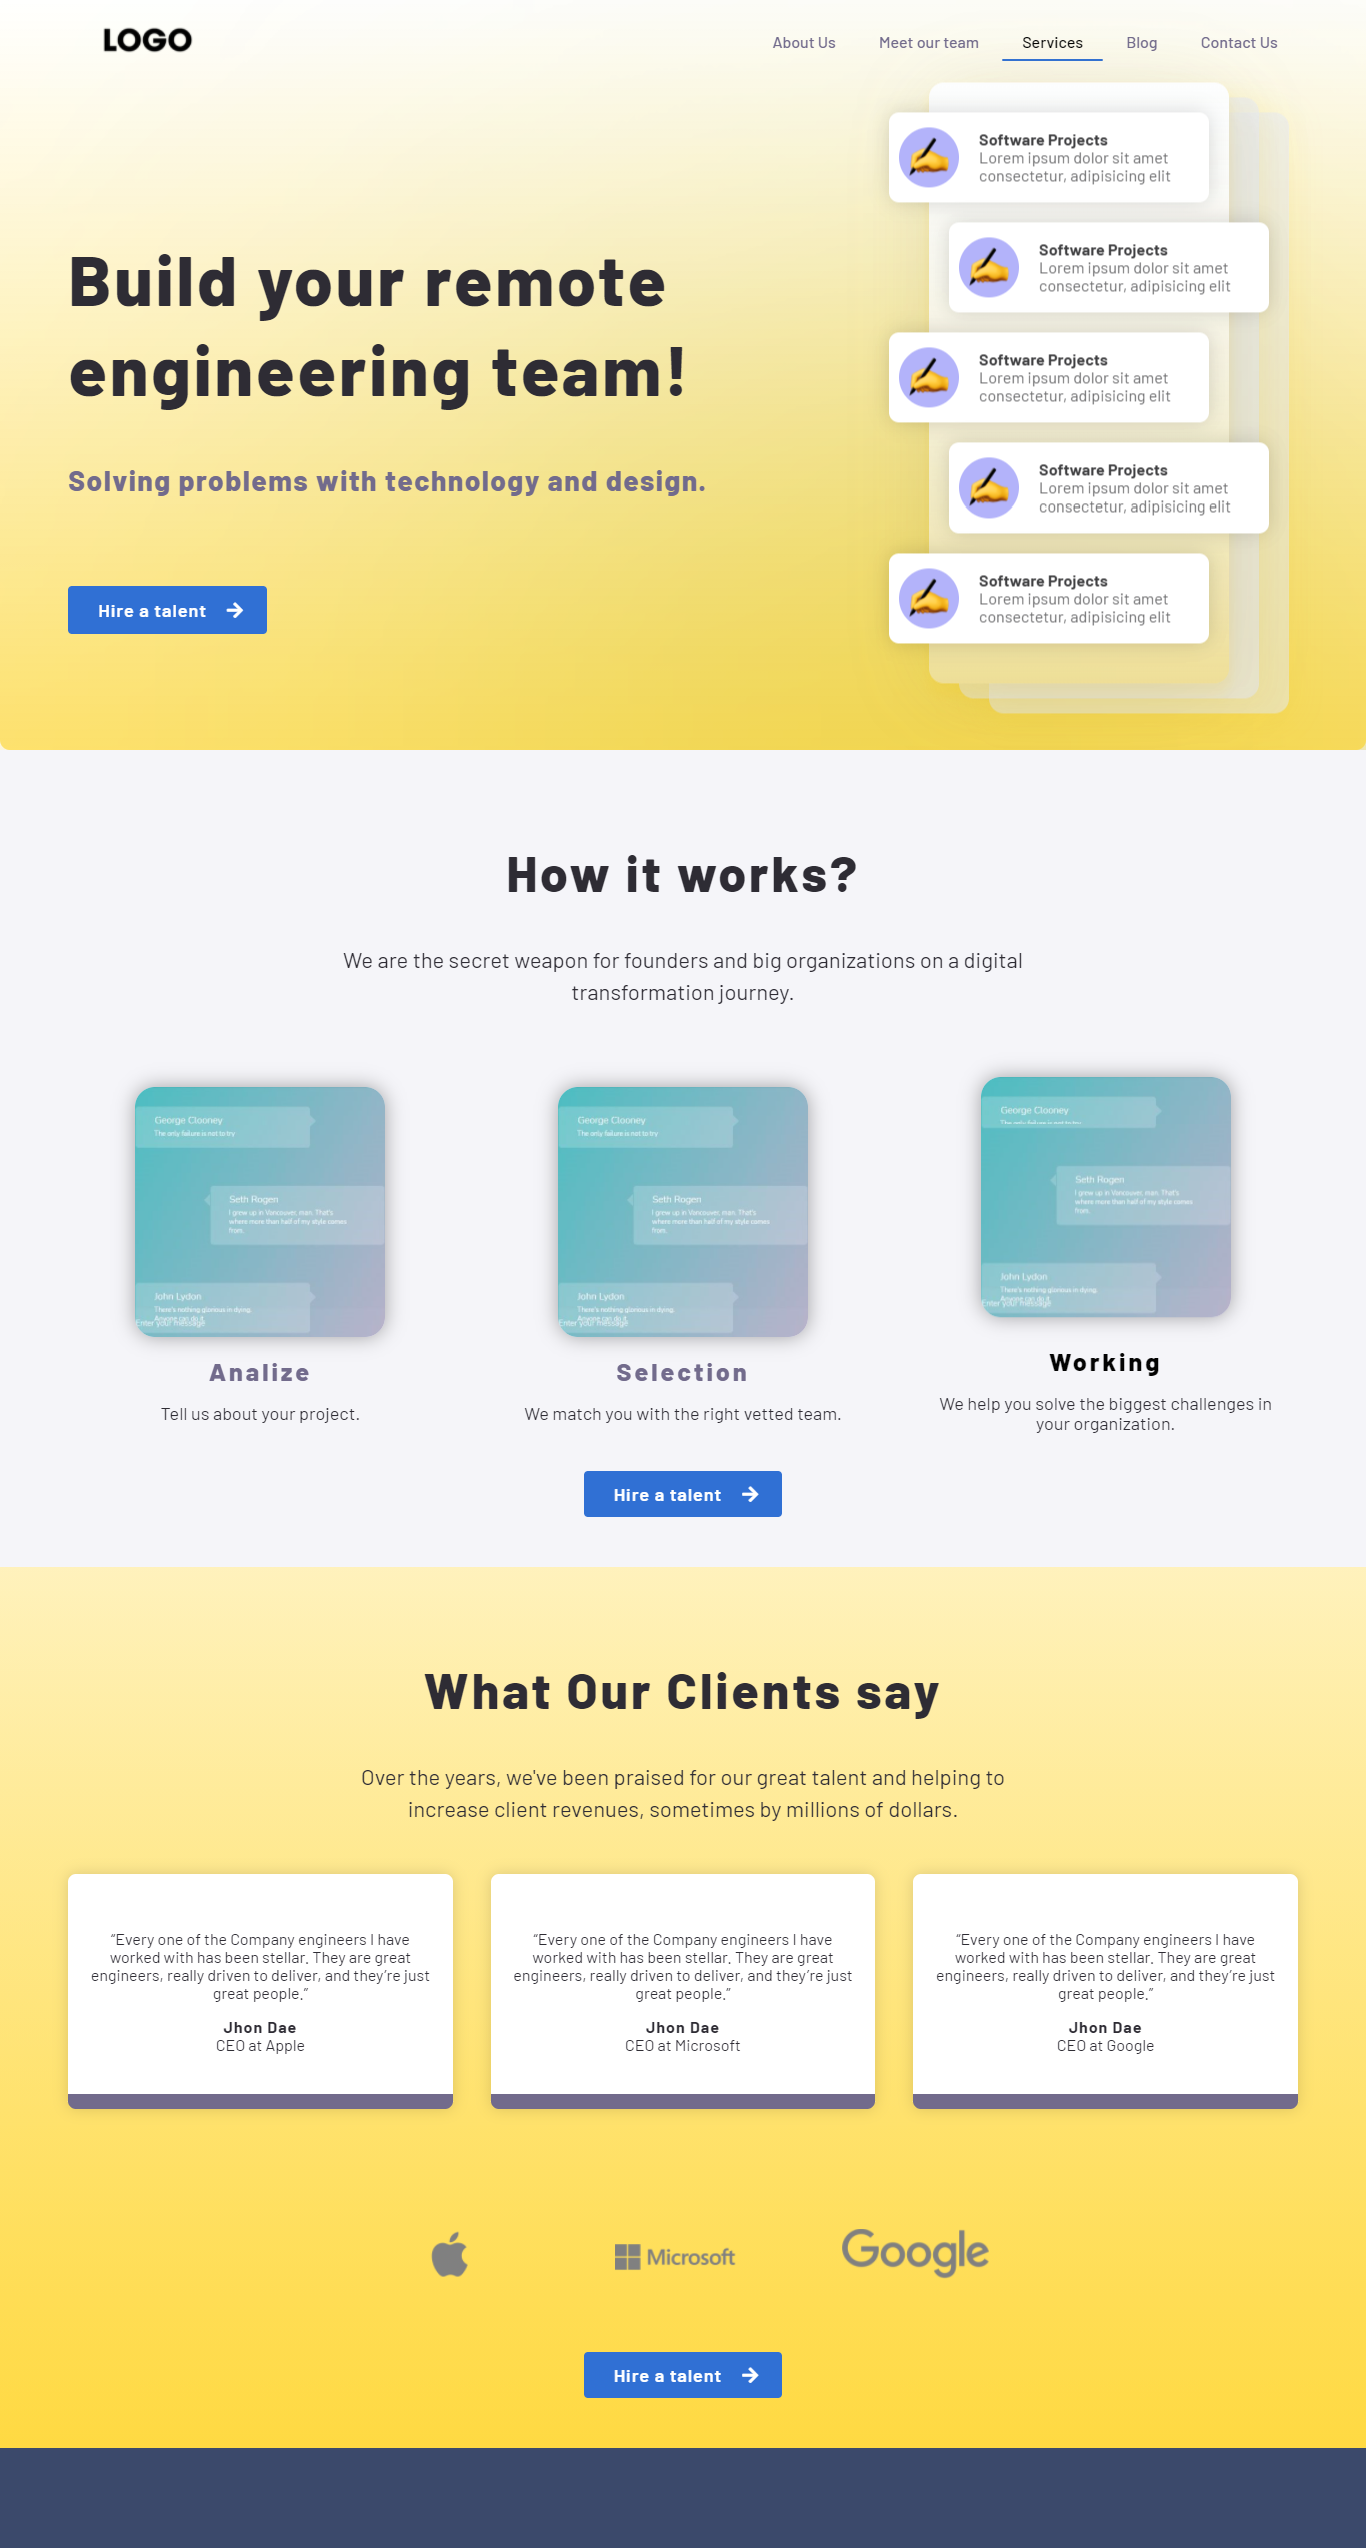 LOGO
About Us
Meet our team
Services
Blog
Contact Us
Build your remote
engineering team!
Solving problems with technology and design.
Hire a talent
Software Projects
Lorem ipsum dolor sit amet
consectetur, adipisicing elit
Software Projects
Lorem ipsum dolor sit amet
consectetur, adipisicing elit
Software Projects
Lorem ipsum dolor sit amet
consectetur, adipisicing elit
Software Projects
Lorem ipsum dolor sit amet
consectetur, adipisicing elit
Software Projects
Lorem ipsum dolor sit amet
consectetur, adipisicing elit
How it works?
We are the secret weapon for founders and big organizations on a digital
transformation journey.
George Clooney
The only failure is not to try
Seth Rogen
I grew up in Vancouver, man. That's
where more than half of my style comes
from.
John Lydon
There's nothing glorious in dying.
Anyone can do it.
Enter your message
Analize
Tell us about your project.
George Clooney
The only failure is not to try
Seth Rogen
I grew up in Vancouver, man. That's
where more than half of my style comes
from.
John Lydon
There's nothing glorious in dying.
Anyone can do it.
Enter your message
Selection
We match you with the right vetted team.
George Clooney
The only failure is not to try
Seth Rogen
I grew up in Vancouver, man. That's
where more than half of my style comes
from.
John Lydon
There's nothing glorious in dying.
Anyone can do it.
Enter your message
Working
We help you solve the biggest challenges in
your organization.
Hire a talent
What Our Clients say
Over the years, we've been praised for our great talent and helping to
increase client revenues, sometimes by millions of dollars.
“Every one of the Company engineers I have
worked with has been stellar. They are great
engineers, really driven to deliver, and they’re just
great people.”
Jhon Dae
CEO at Apple
“Every one of the Company engineers I have
worked with has been stellar. They are great
engineers, really driven to deliver, and they’re just
great people.”
Jhon Dae
CEO at Microsoft
“Every one of the Company engineers I have
worked with has been stellar. They are great
engineers, really driven to deliver, and they’re just
great people.”
Jhon Dae
CEO at Google
Microsoft
Google
Hire a talent